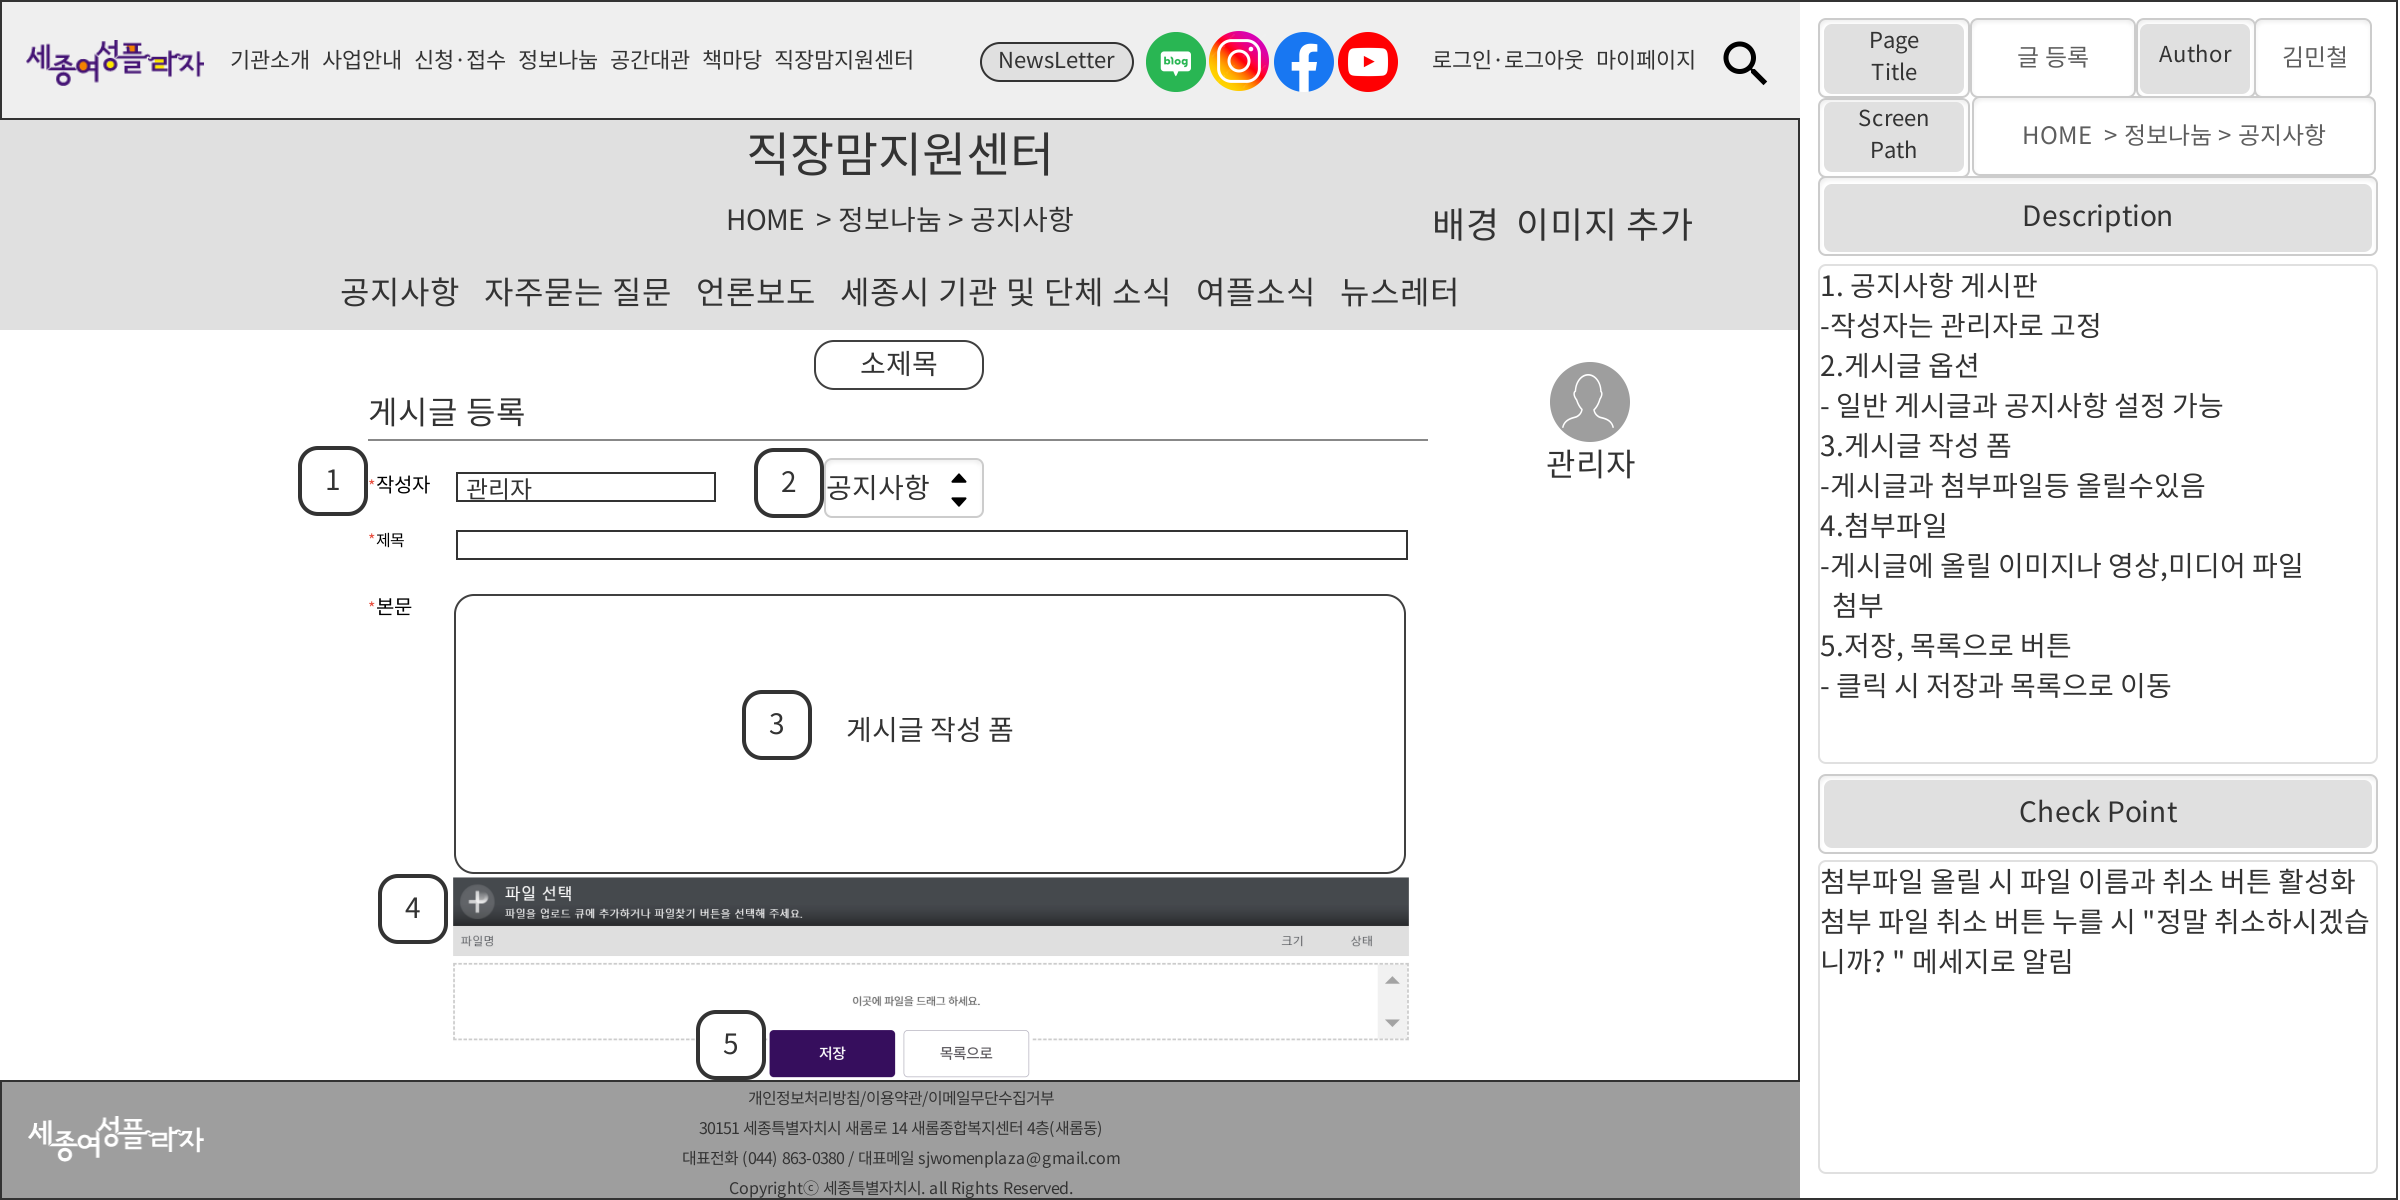 세종여성플라자
기관소개 사업안내 신청·접수 정보나눔 공간대관 책마당 직장맘지원센터
NewsLetter
blog
로그인·로그아웃 마이페이지
직장맘지원센터
HOME > 정보나눔 > 공지사항
배경 이미지 추가
공지사항 자주묻는 질문 언론보도 세종시 기관 및 단체 소식 여플소식 뉴스레터
소제목
게시글 등록
관리자
1
*작성자
관리자
2
공지사항
*제목
*본문
3
게시글 작성 폼
4
파일 선택
파일을 업로드 큐에 추가하거나 파일찾기 버튼을 선택해 주세요.
파일명 크기 상태
이곳에 파일을 드래그 하세요.
5
저장
목록으로
세종여성플라자
개인정보처리방침/이용약관/이메일무단수집거부
30151 세종특별자치시 새롬로 14 새롬종합복지센터 4층(새롬동)
대표전화 (044) 863-0380 / 대표메일 sjwomenplaza@gmail.com
Copyrightⓒ 세종특별자치시. all Rights Reserved.
Page
Title
글 등록
Author
김민철
Screen
Path
HOME > 정보나눔 > 공지사항
Description
1. 공지사항 게시판
-작성자는 관리자로 고정
2.게시글 옵션
- 일반 게시글과 공지사항 설정 가능
3.게시글 작성 폼
-게시글과 첨부파일등 올릴수있음
4.첨부파일
-게시글에 올릴 이미지나 영상,미디어 파일
첨부
5.저장, 목록으로 버튼
- 클릭 시 저장과 목록으로 이동
Check Point
첨부파일 올릴 시 파일 이름과 취소 버튼 활성화
첨부 파일 취소 버튼 누를 시 "정말 취소하시겠습
니까? " 메세지로 알림